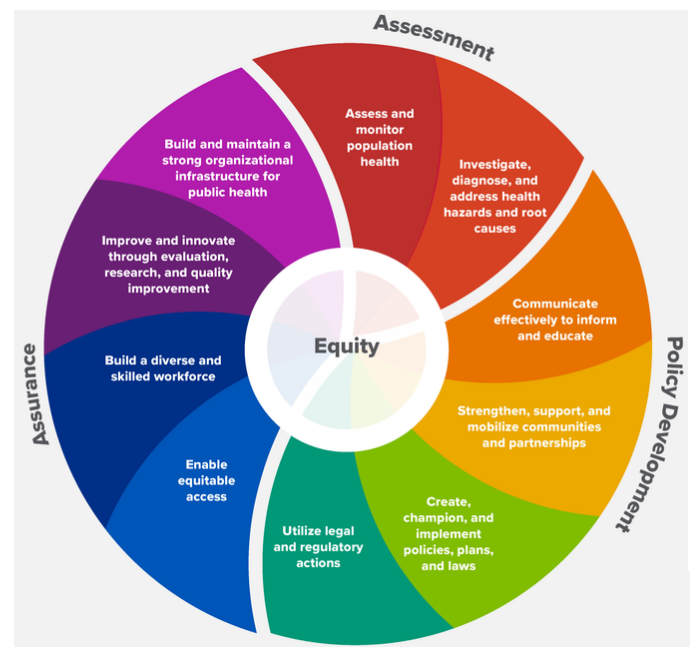 Assessment
Assess and
monitor
population
health
Investigate,
diagnose, and
address health
hazards and root
causes
Policy Development
Communicate
effectively to inform
and educate
Strengthen, support, and
mobilize communities
and partnerships
Create,
champion, and
implement
policies, plans,
and laws
Utilize legal
and regulatory
actions
Assurance
Enable
equitable
access
Build a diverse and
skilled workforce
Improve and innovate
through evaluation,
research, and quality
improvement
Build and maintain a
strong organizational
infrastructure for
public health
Equity